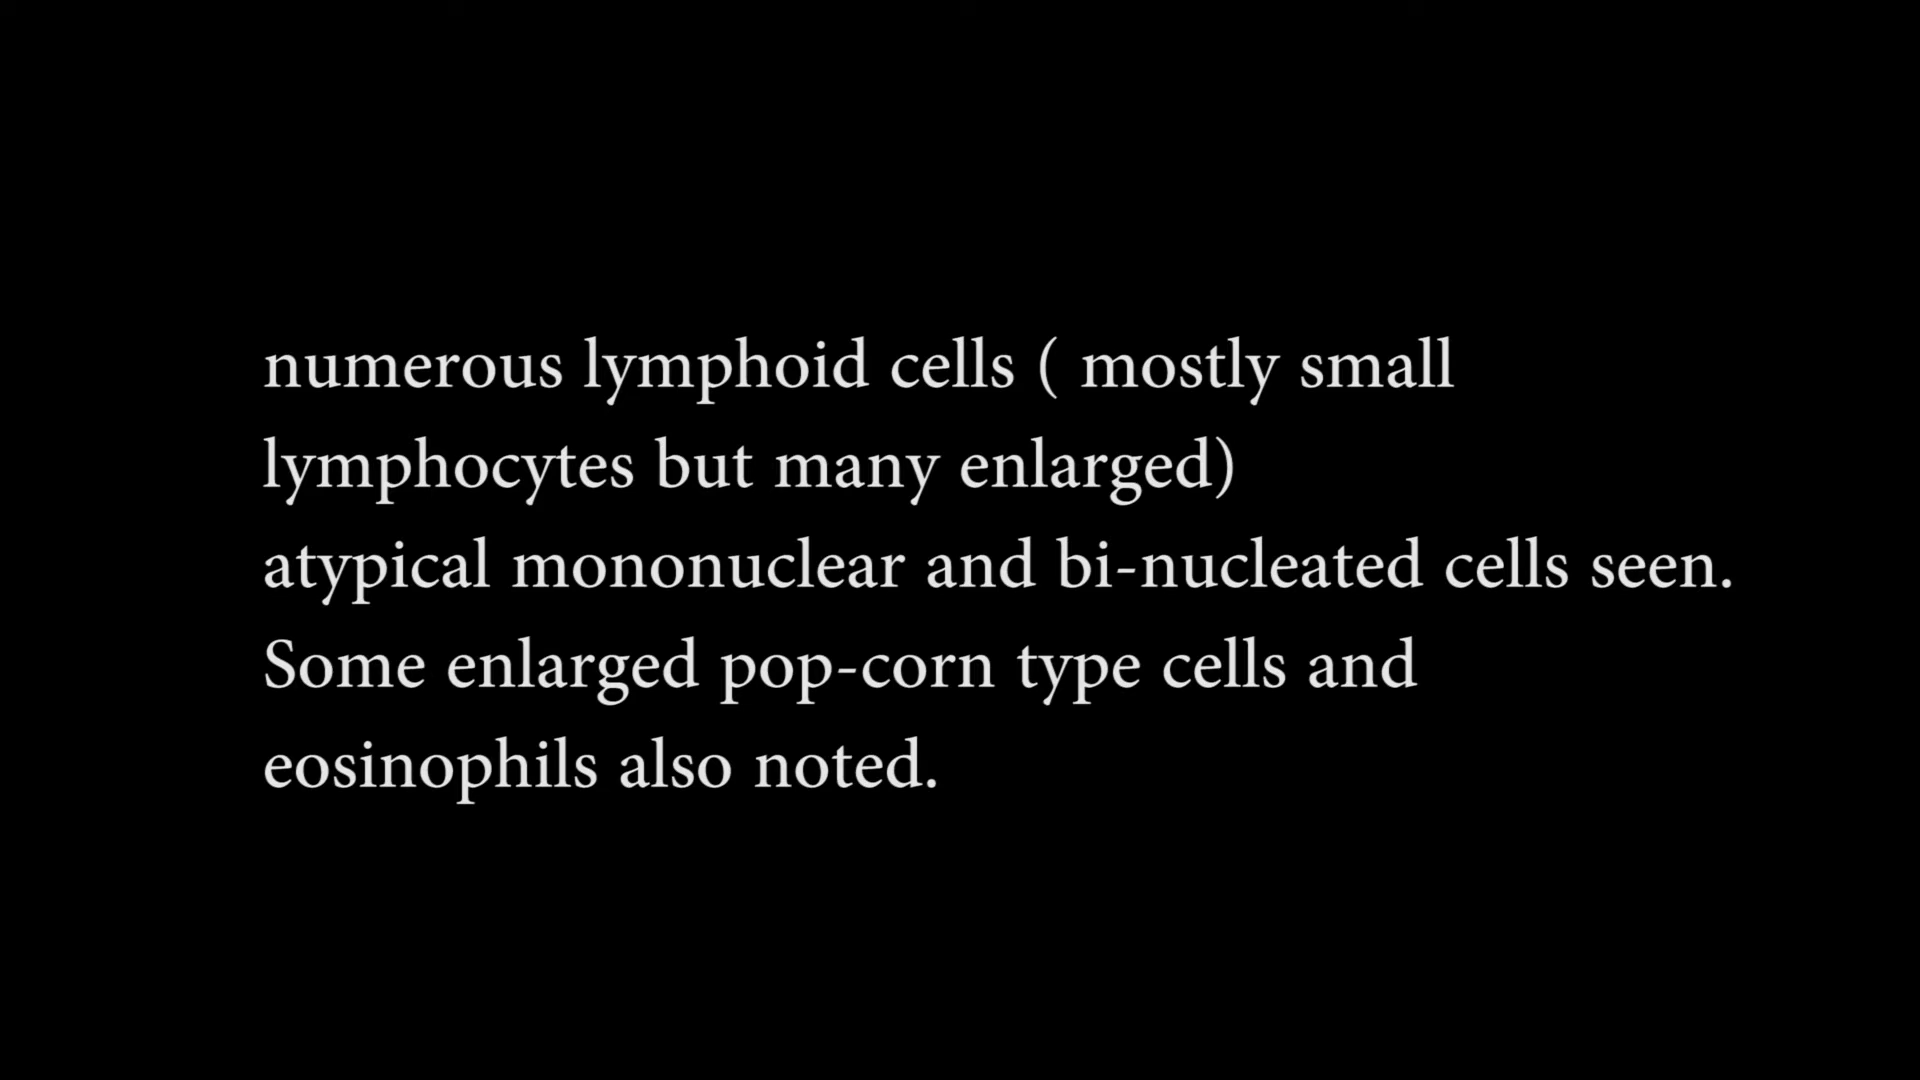 numerous lymphoid cells ( mostly small
lymphocytes but many enlarged)
atypical mononuclear and bi-nucleated cells seen.
Some enlarged pop-corn type cells and
eosinophils also noted.